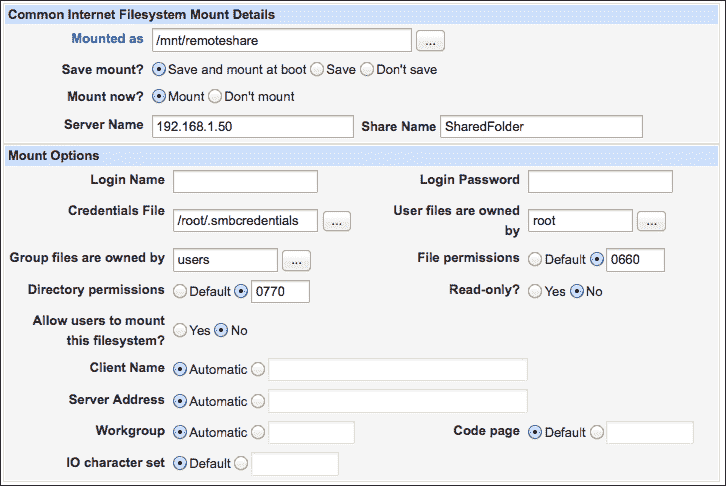 Common Internet Filesystem Mount Details
Mounted as /mnt/remoteshare ...
Save mount? Save and mount at boot Save Don't save
Mount now? Mount Don't mount
Server Name 192.168.1.50 Share Name SharedFolder
Mount Options
Login Name Login Password
Credentials File /root/.smbcredentials ... User files are owned by root ...
Group files are owned by users ... File permissions Default 0660
Directory permissions Default 0770 Read-only? Yes No
Allow users to mount
this filesystem? Yes No
Client Name Automatic
Server Address Automatic
Workgroup Automatic Code page Default
IO character set Default